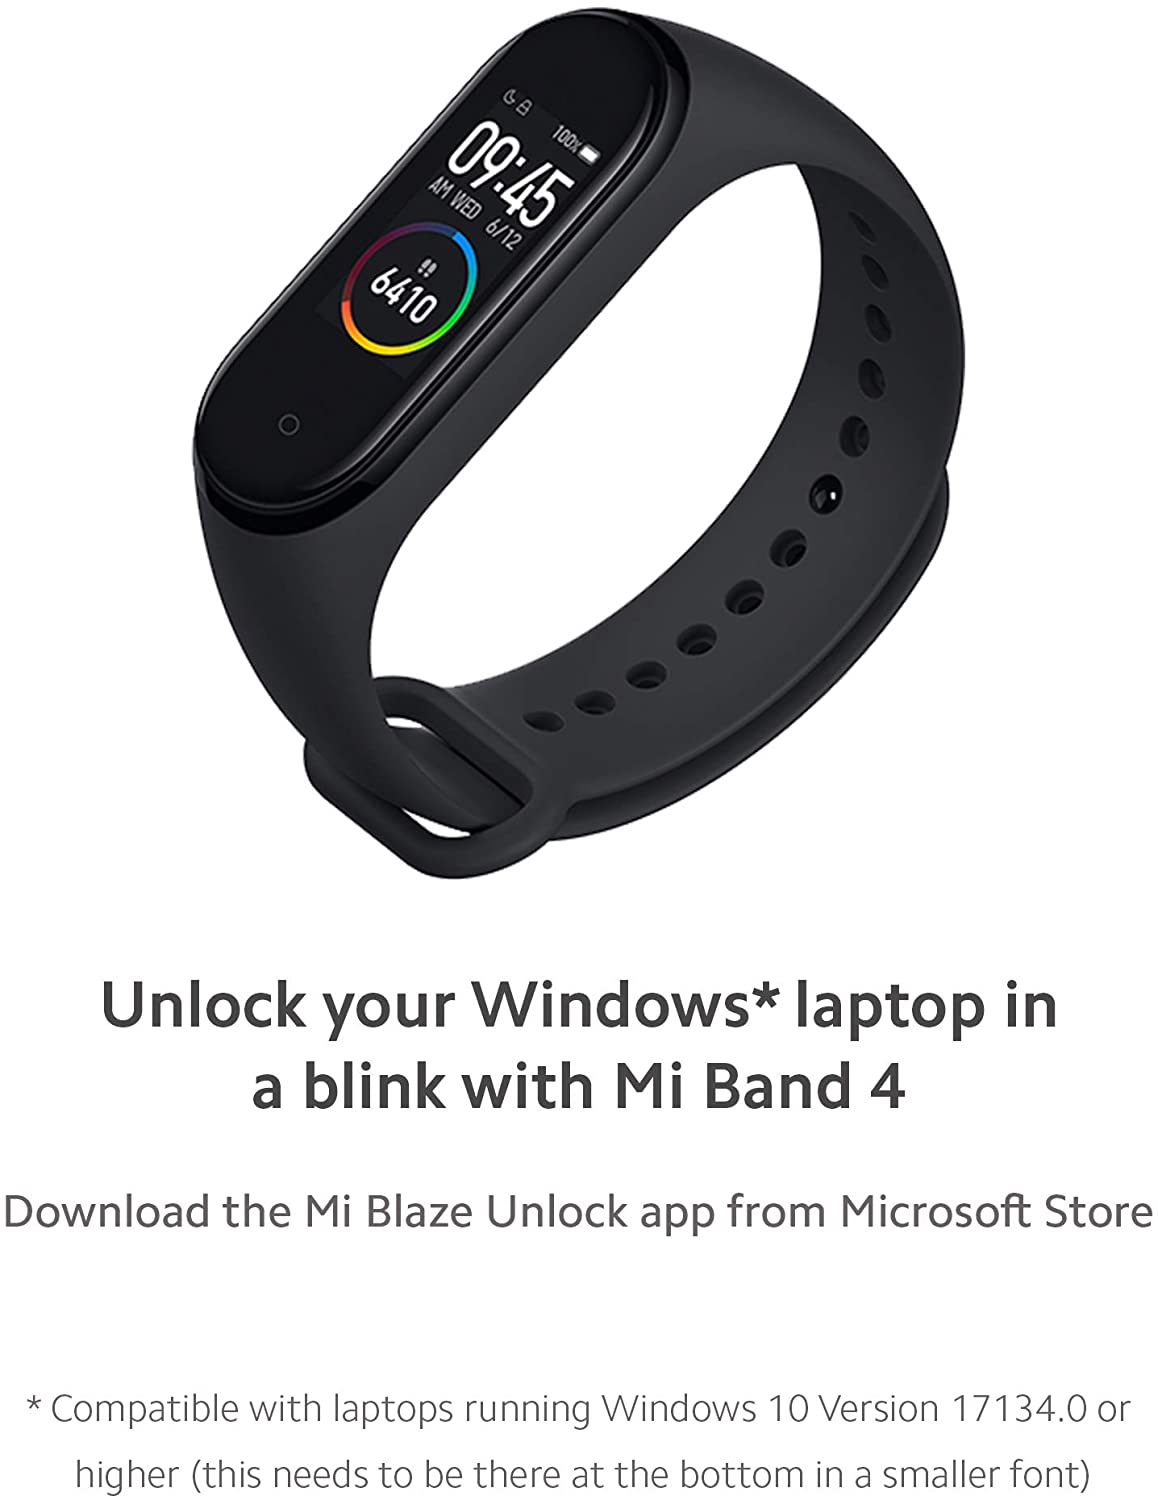 100%
09:45
AM WED 6/12
6410
Unlock your Windows* laptop in
a blink with Mi Band 4
Download the Mi Blaze Unlock app from Microsoft Store
* Compatible with laptops running Windows 10 Version 17134.0 or
higher (this needs to be there at the bottom in a smaller font)